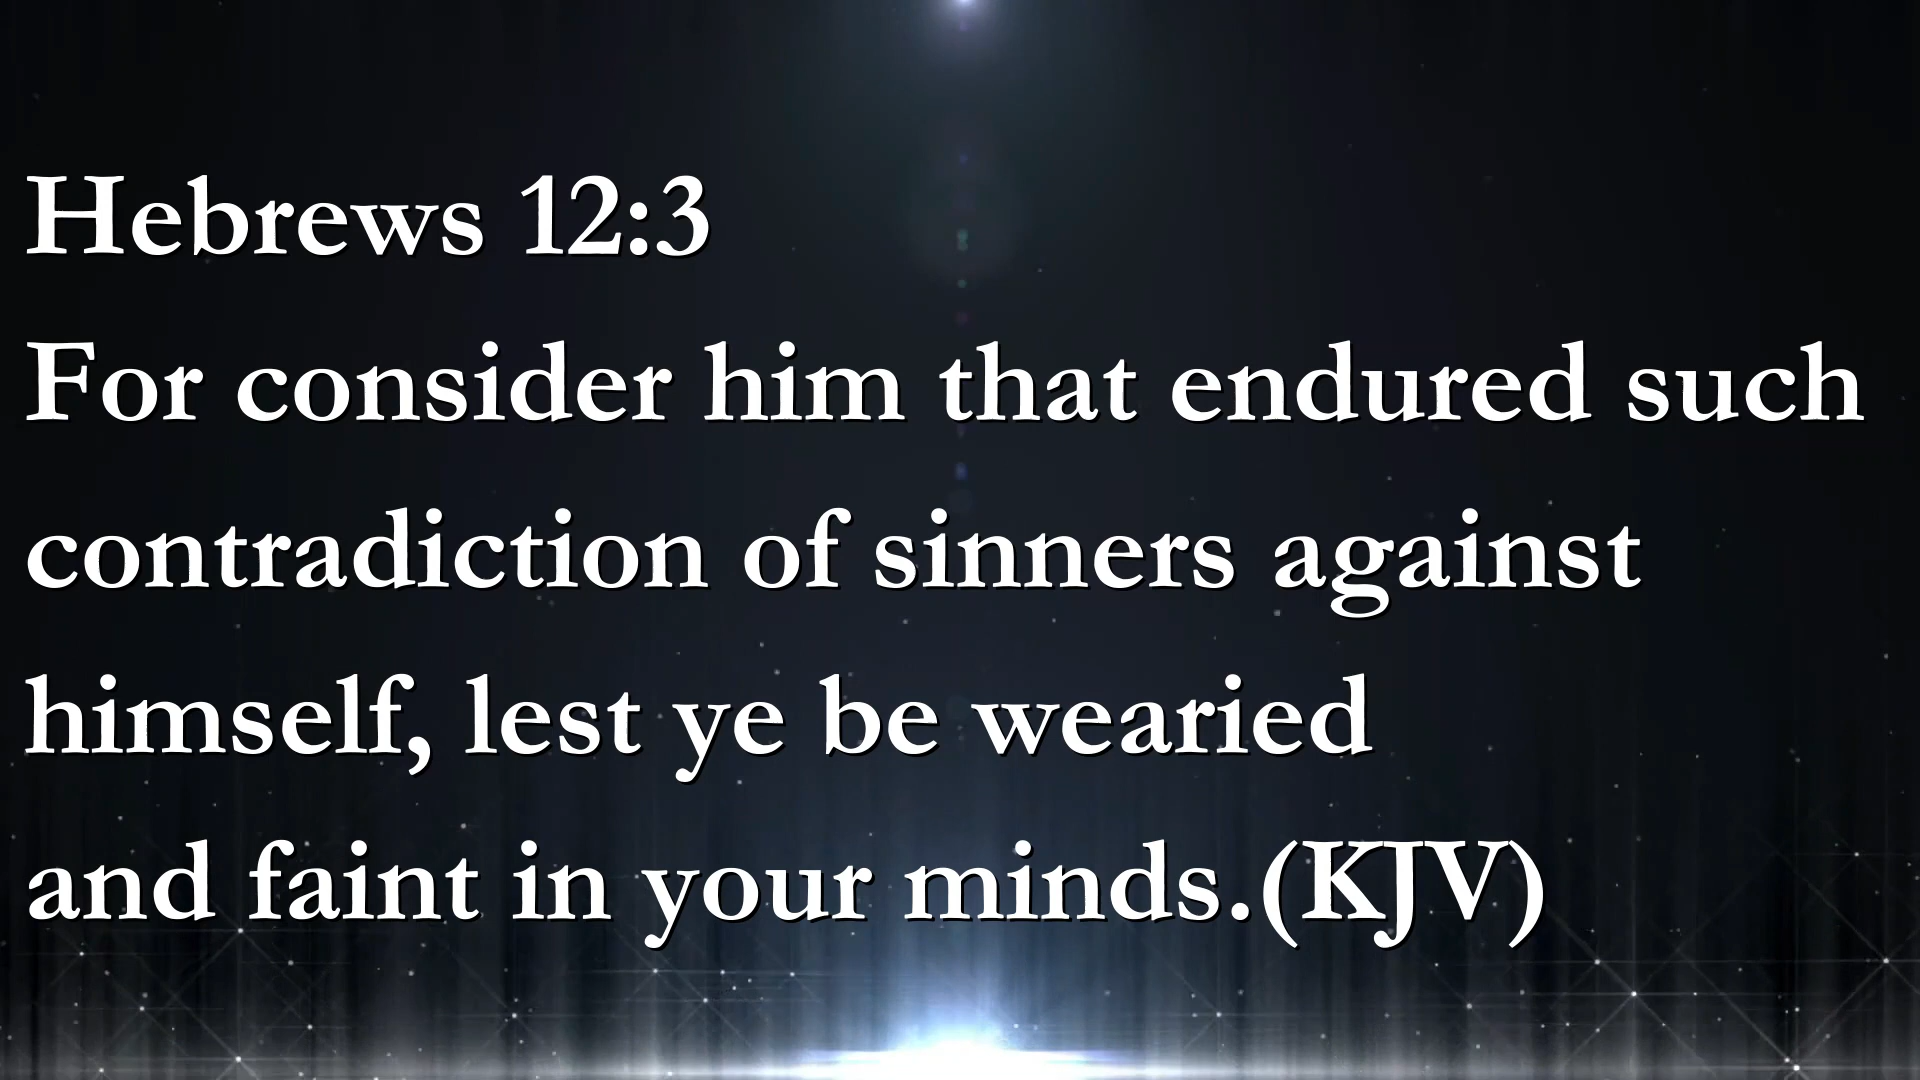 Hebrews 12:3
For consider him that endured such
contradiction of sinners against
himself, lest ye be wearied
and faint in your minds.(KJV)